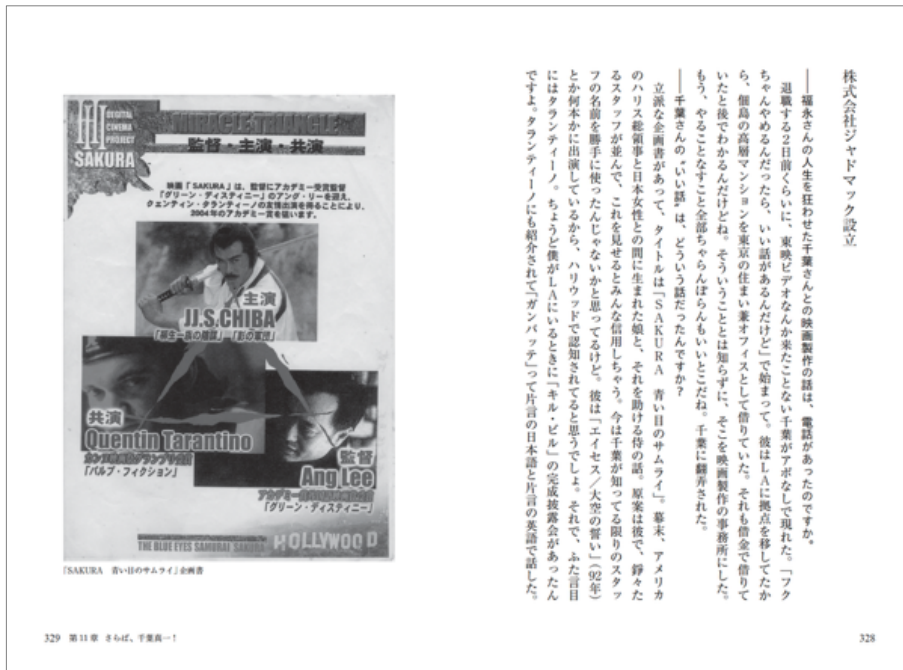 株式会社ジャドマック設立
――福永さんの人生を狂わせた千葉さんとの映画製作の話は、電話があったのですか。
退職する2日前くらいに、東映ビデオなんか来たことない千葉がアポなしで現れた。「フク
ちゃんやめるんだったら、いい話があるんだけど」で始まって。彼はLAに拠点を移してたか
ら、佃島の高層マンションを東京の住まい兼オフィスとして借りていた。それも借金で借りて
いたと後でわかるんだけどね。そういうこととは知らずに、そこを映画製作の事務所にした。
もう、やることなすこと全部ちゃらんぽらんもいいとこだね。千葉に翻弄された。
――千葉さんの〝いい話〟は、どういう話だったんですか?
立派な企画書があって、タイトルは「SAKURA 青い目のサムライ」。幕末、アメリカ
のハリス総領事と日本女性との間に生まれた娘と、それを助ける侍の話。原案は彼で、錚々た
るスタッフが並んで、これを見せるとみんな信用しちゃう。今は千葉が知ってる限りのスタッ
フの名前を勝手に使ったんじゃないかと思ってるけど。彼は「エイセス/大空の誓い」(92年)
とか何本かに出演しているから、ハリウッドで認知されてると思うでしょ。それで、ふた言目
にはタランティーノ。ちょうど僕がLAにいるときに「キル・ビル」の完成披露会があったん
ですよ。タランティーノにも紹介されて「ガンバッテ」って片言の日本語と片言の英語で話した。
328
DIGITAL
CINEMA
PROJECT
SAKURA
MIRACLE TRIANGLE
監督・主演・共演
映画「SAKURA」は、監督にアカデミー受賞監督
「グリーン・ディスティニー」のアング・リーを迎え、
クェンティン・タランティーノの友情出演を得ることにより、
2004年のアカデミー賞を狙います。
主演
JJ.S.CHIBA
「柳生一族の陰謀」「影の軍団」
共演
Quentin Tarantino
カンヌ映画祭グランプリ受賞
「パルプ・フィクション」
監督
Ang Lee
「グリーン・ディスティニー」
THE BLUE EYES SAMURAI SAKURA
HOLLYWOOD
「SAKURA 青い目のサムライ」企画書
329 第11章 さらば、千葉真一!